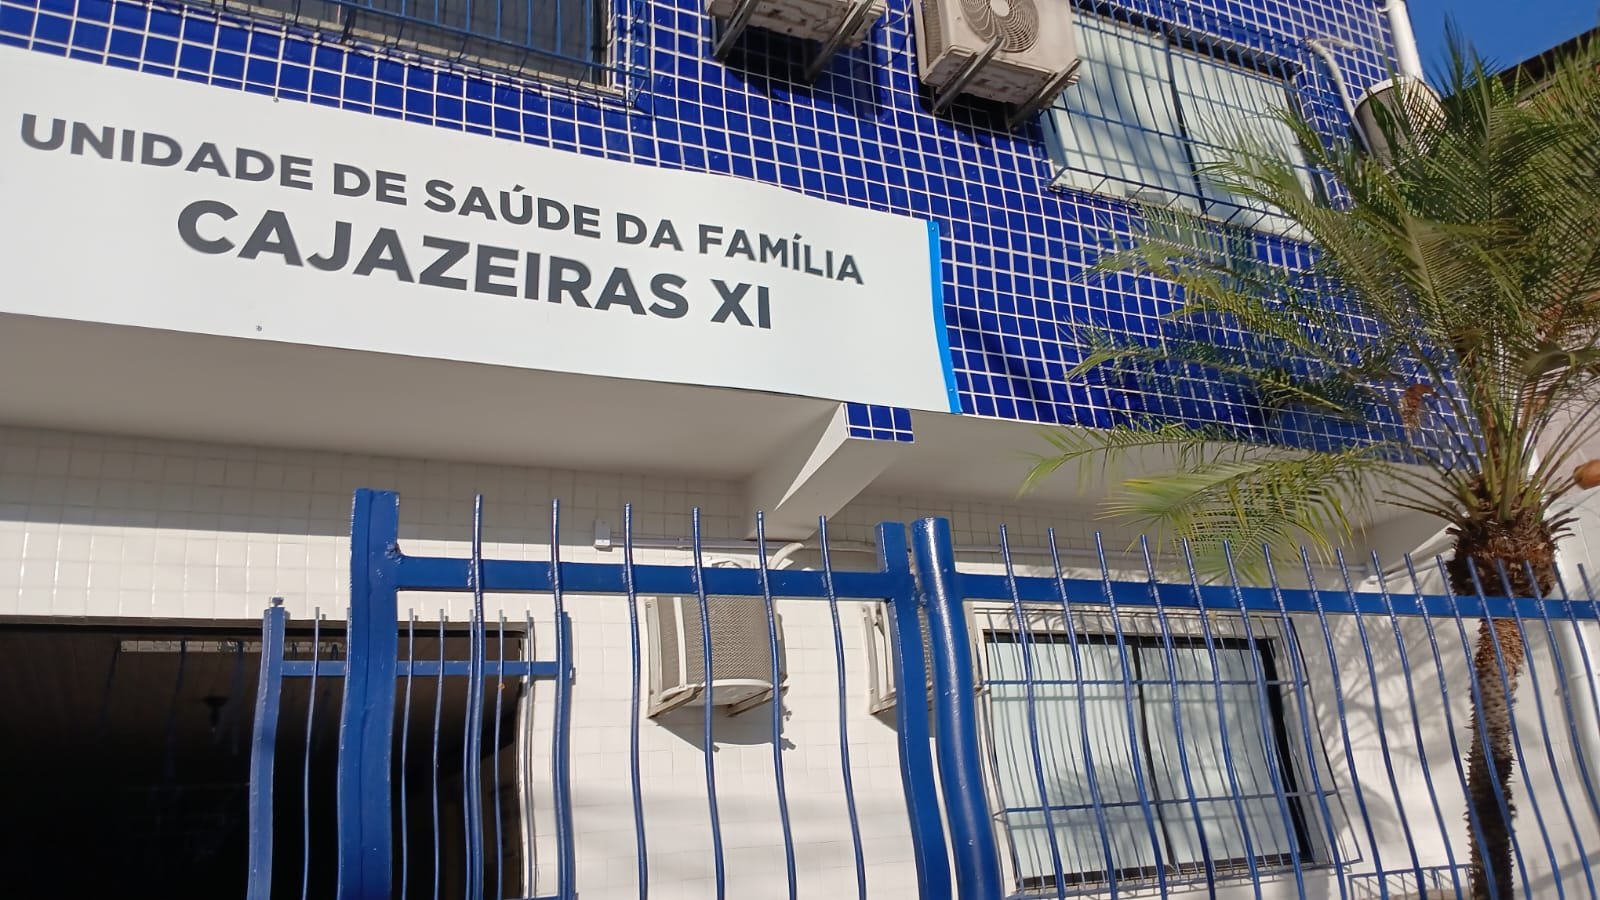 UNIDADE DE SAÚDE DA FAMÍLIA
CAJAZEIRAS XI